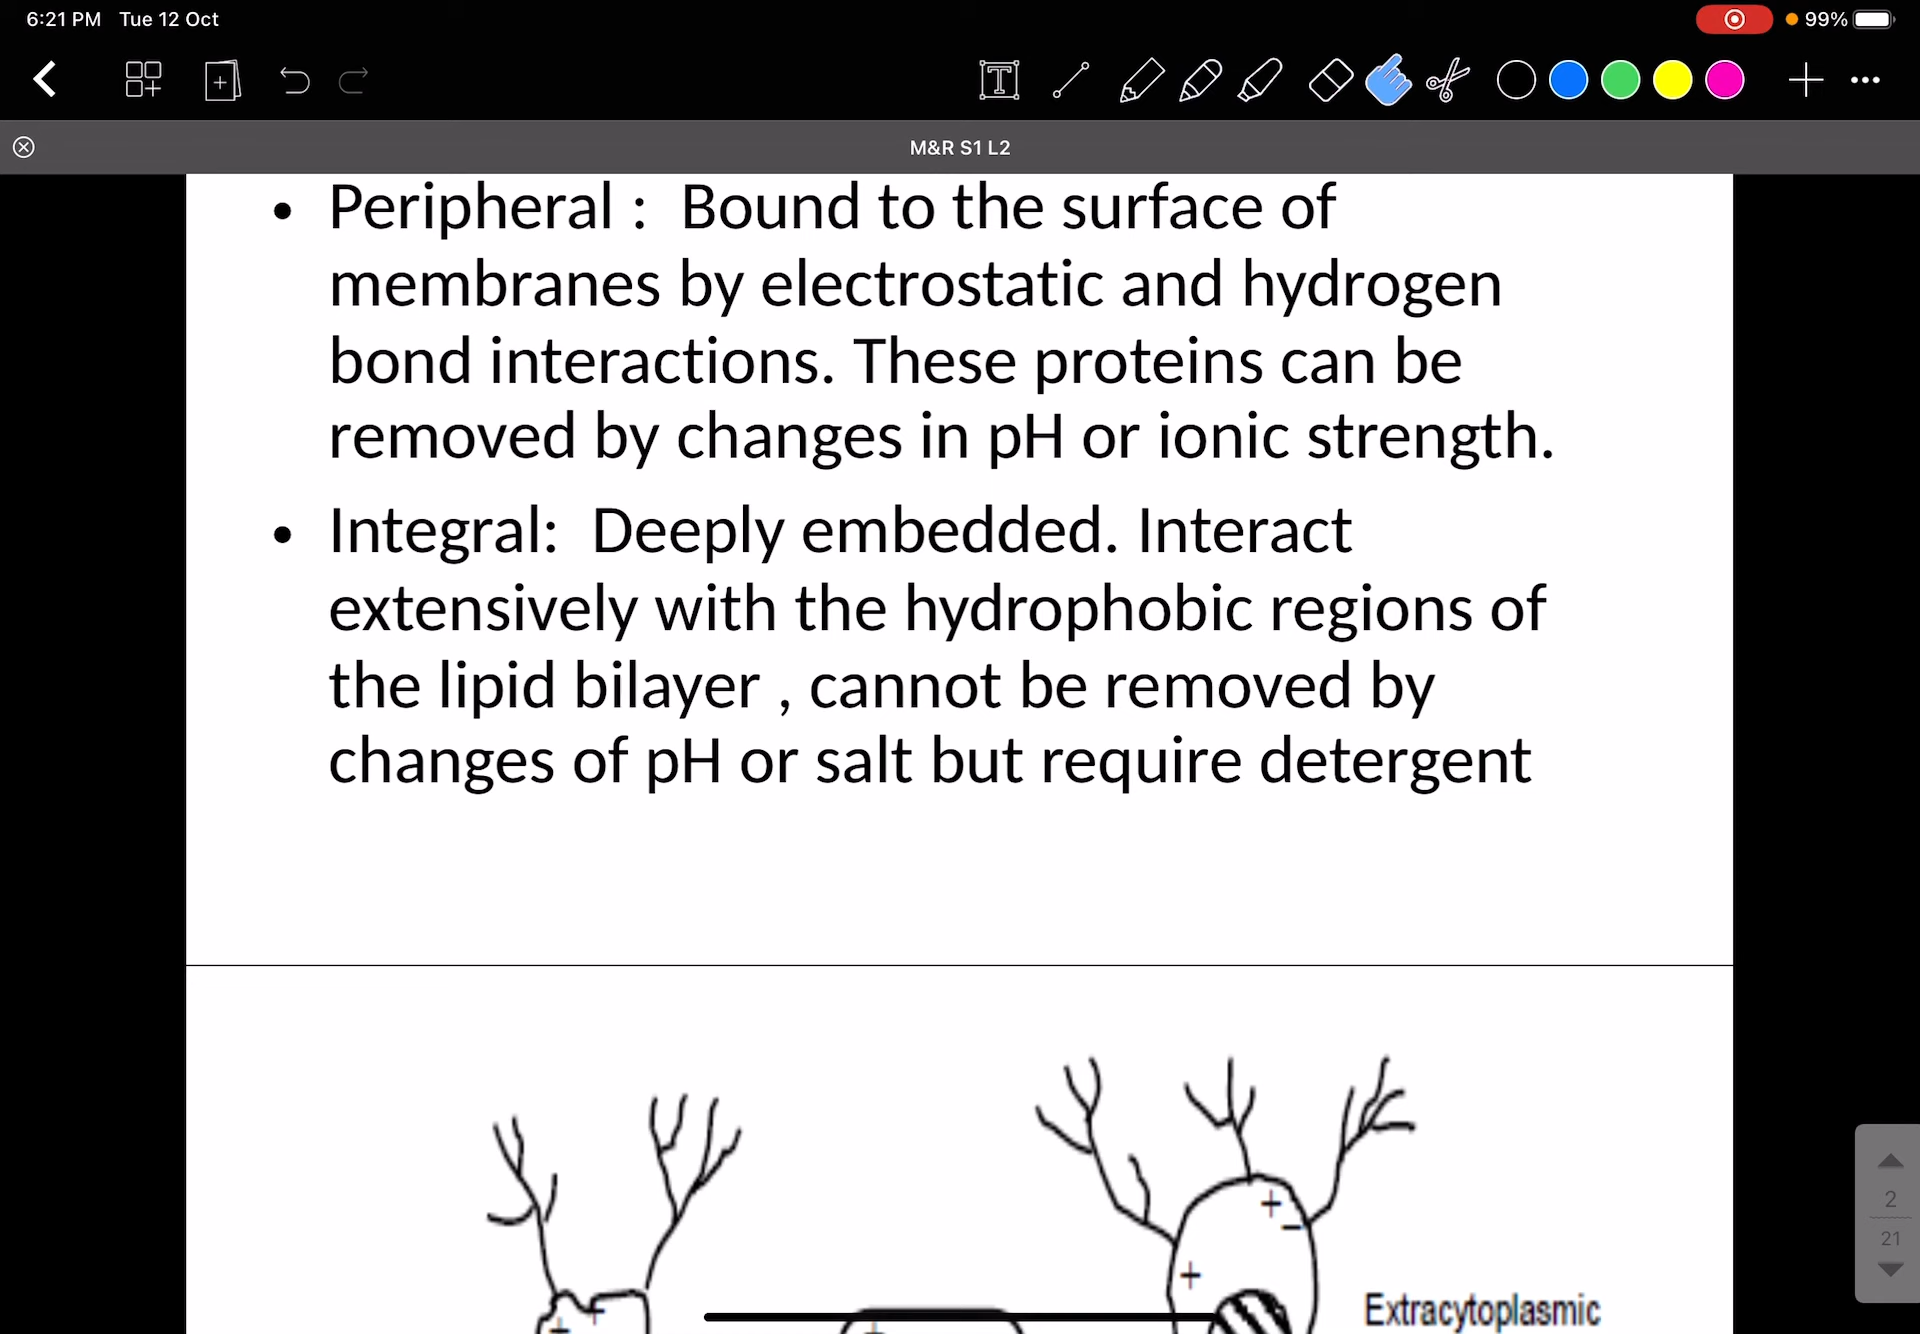 6:21 PM Tue 12 Oct
99%
T
M&R S1 L2
• Peripheral : Bound to the surface of
membranes by electrostatic and hydrogen
bond interactions. These proteins can be
removed by changes in pH or ionic strength.
• Integral: Deeply embedded. Interact
extensively with the hydrophobic regions of
the lipid bilayer , cannot be removed by
changes of pH or salt but require detergent
+
−
+
Extracytoplasmic
+
+
2
21